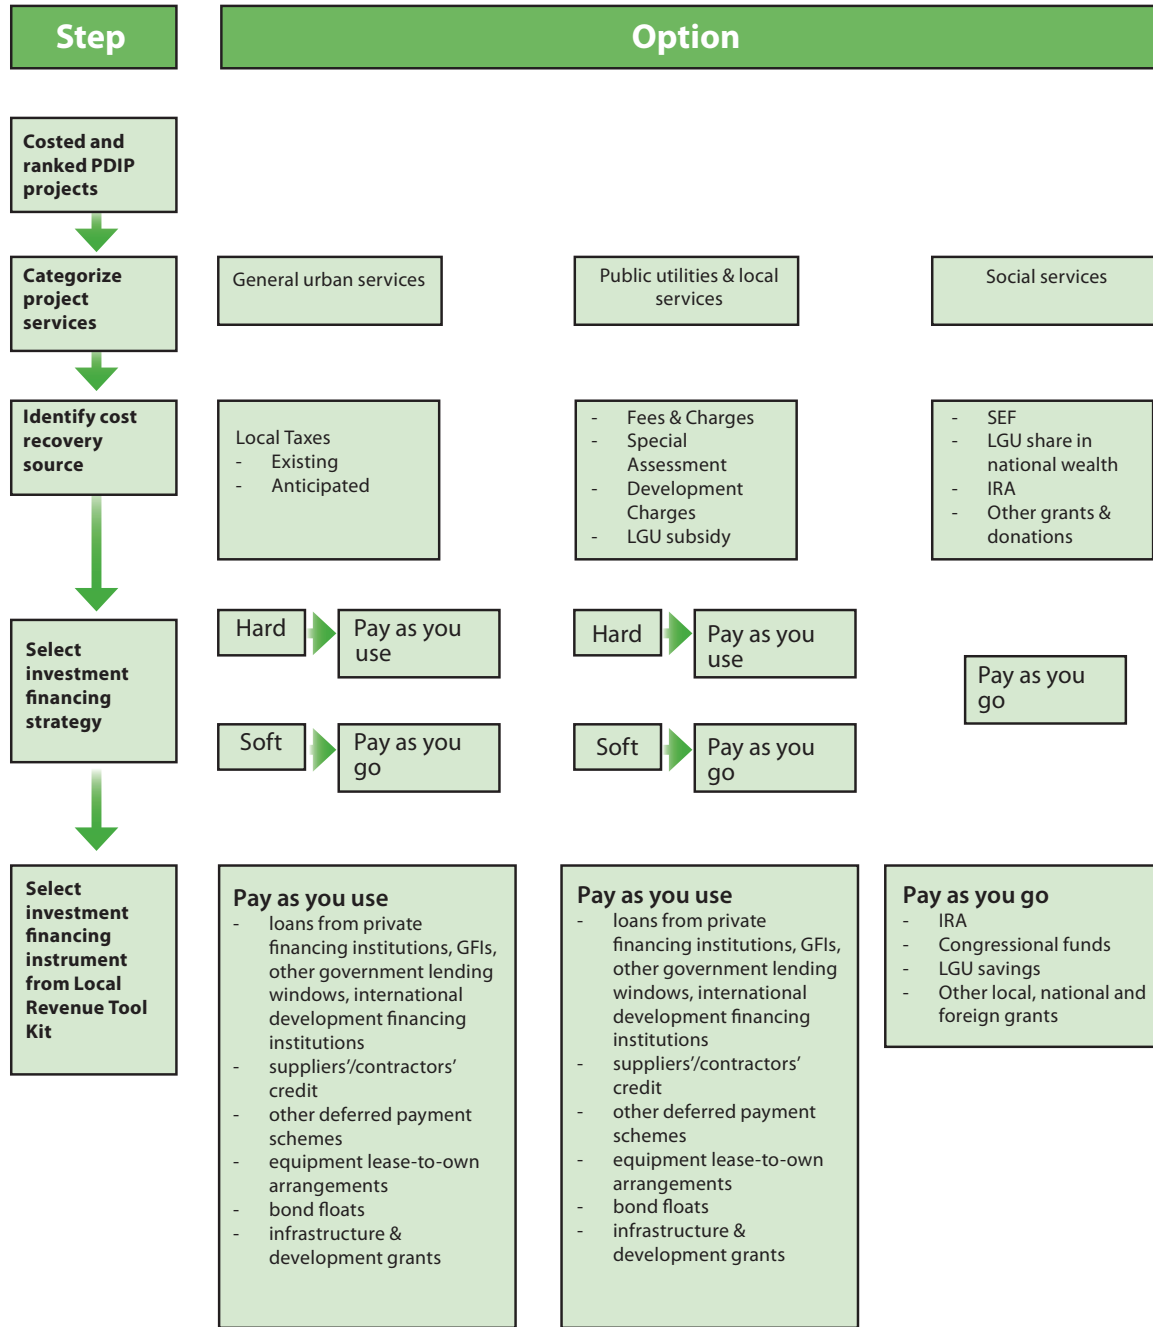 Step
Option
Costed and
ranked PDIP
projects
Categorize
project
services
General urban services
Public utilities & local
services
Social services
Identify cost
recovery
source
Local Taxes
- Existing
- Anticipated
- Fees & Charges
- Special
Assessment
- Development
Charges
- LGU subsidy
- SEF
- LGU share in
national wealth
- IRA
- Other grants &
donations
Select
investment
financing
strategy
Hard
Pay as you
use
Hard
Pay as you
use
Soft
Pay as you
go
Soft
Pay as you
go
Pay as you
go
Select
investment
financing
instrument
from Local
Revenue Tool
Kit
Pay as you use
- loans from private
financing institutions, GFIs,
other government lending
windows, international
development financing
institutions
- suppliers'/contractors'
credit
- other deferred payment
schemes
- equipment lease-to-own
arrangements
- bond floats
- infrastructure &
development grants
Pay as you use
- loans from private
financing institutions, GFIs,
other government lending
windows, international
development financing
institutions
- suppliers'/contractors'
credit
- other deferred payment
schemes
- equipment lease-to-own
arrangements
- bond floats
- infrastructure &
development grants
Pay as you go
- IRA
- Congressional funds
- LGU savings
- Other local, national and
foreign grants